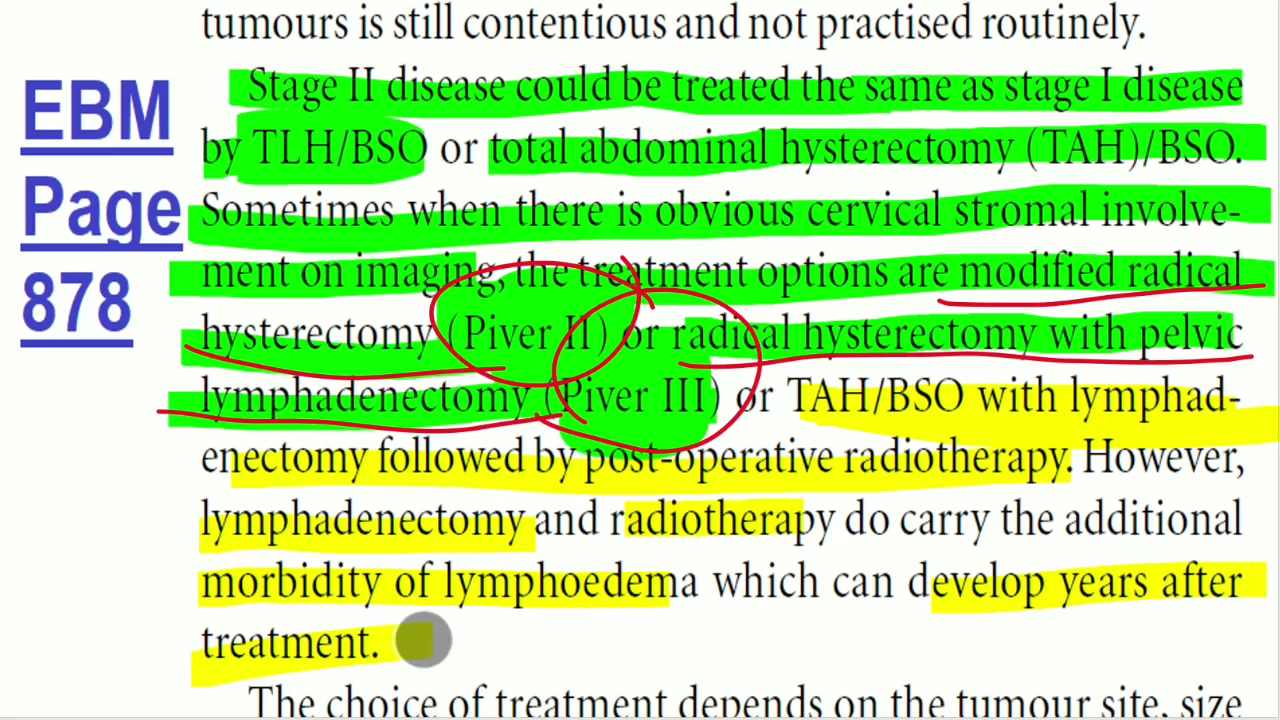 tumours is still contentious and not practised routinely.
EBM
Page
878
Stage II disease could be treated the same as stage I disease
by TLH/BSO or total abdominal hysterectomy (TAH)/BSO.
Sometimes when there is obvious cervical stromal involve-
ment on imaging, the treatment options are modified radical
hysterectomy (Piver II) or radical hysterectomy with pelvic
lymphadenectomy (Piver III) or TAH/BSO with lymphad-
enectomy followed by post-operative radiotherapy. However,
lymphadenectomy and radiotherapy do carry the additional
morbidity of lymphoedema which can develop years after
treatment.
The choice of treatment depends on the tumour site, size